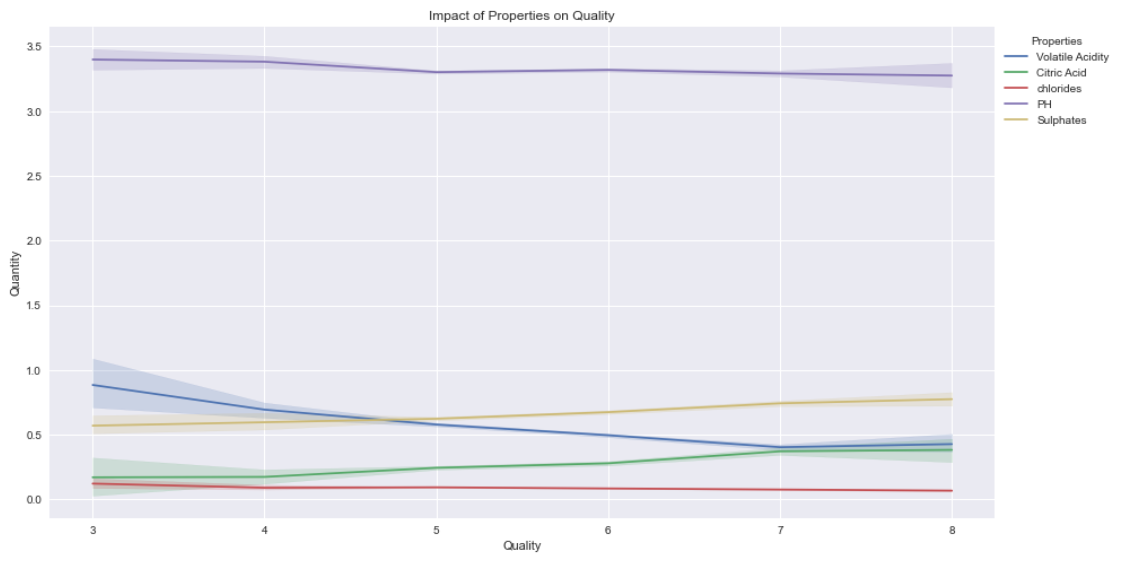 Impact of Properties on Quality
Properties
Volatile Acidity
Citric Acid
chlorides
PH
Sulphates
Quantity
3.5
3.0
2.5
2.0
1.5
1.0
0.5
0.0
3 4 5 6 7 8
Quality